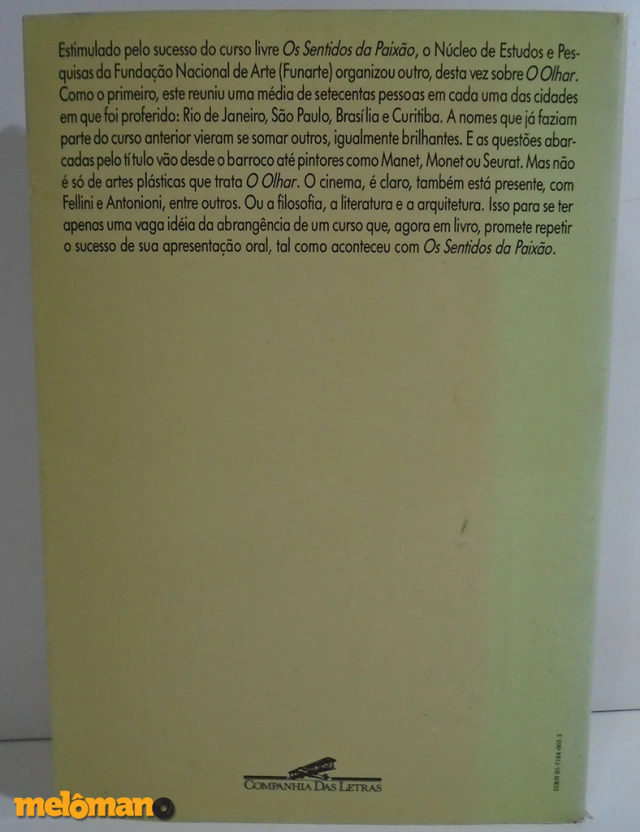 Estimulado pelo sucesso do curso livre Os Sentidos da Paixão, o Núcleo de Estudos e Pes-
quisas da Fundação Nacional de Arte (Funarte) organizou outro, desta vez sobre O Olhar.
Como o primeiro, este reuniu uma média de setecentas pessoas em cada uma das cidades
em que foi proferido: Rio de Janeiro, São Paulo, Brasília e Curitiba. A nomes que já faziam
parte do curso anterior vieram se somar outros, igualmente brilhantes. E as questões abar-
cadas pelo título vão desde o barroco até pintores como Manet, Monet ou Seurat. Mas não
é só de artes plásticas que trata O Olhar. O cinema, é claro, também está presente, com
Fellini e Antonioni, entre outros. Ou a filosofia, a literatura e a arquitetura. Isso para se ter
apenas uma vaga idéia da abrangência de um curso que, agora em livro, promete repetir
o sucesso de sua apresentação oral, tal como aconteceu com Os Sentidos da Paixão.
COMPANHIA DAS LETRAS
ISBN
melômano